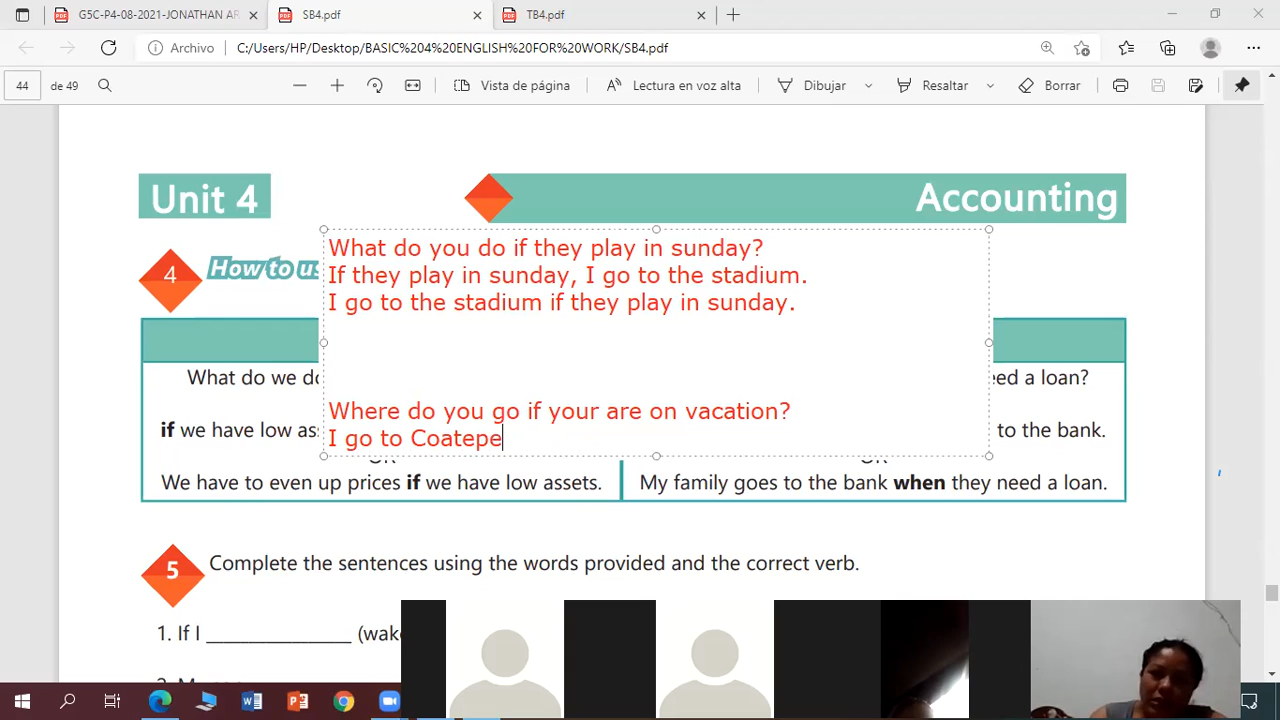 G5C-P4-08-2021-JONATHAN AR
SB4.pdf
TB4.pdf
Archivo
C:/Users/HP/Desktop/BASIC%204%20ENGLISH%20FOR%20WORK/SB4.pdf
44
de 49
Vista de página
Lectura en voz alta
Dibujar
Resaltar
Borrar
Unit 4
Accounting
4
How to us
What do you do if they play in sunday?
If they play in sunday, I go to the stadium.
I go to the stadium if they play in sunday.
What do we do
eed a loan?
Where do you go if your are on vacation?
if we have low ass
to the bank.
I go to Coatepe
We have to even up prices if we have low assets.
My family goes to the bank when they need a loan.
5
Complete the sentences using the words provided and the correct verb.
1. If I ________________ (wake